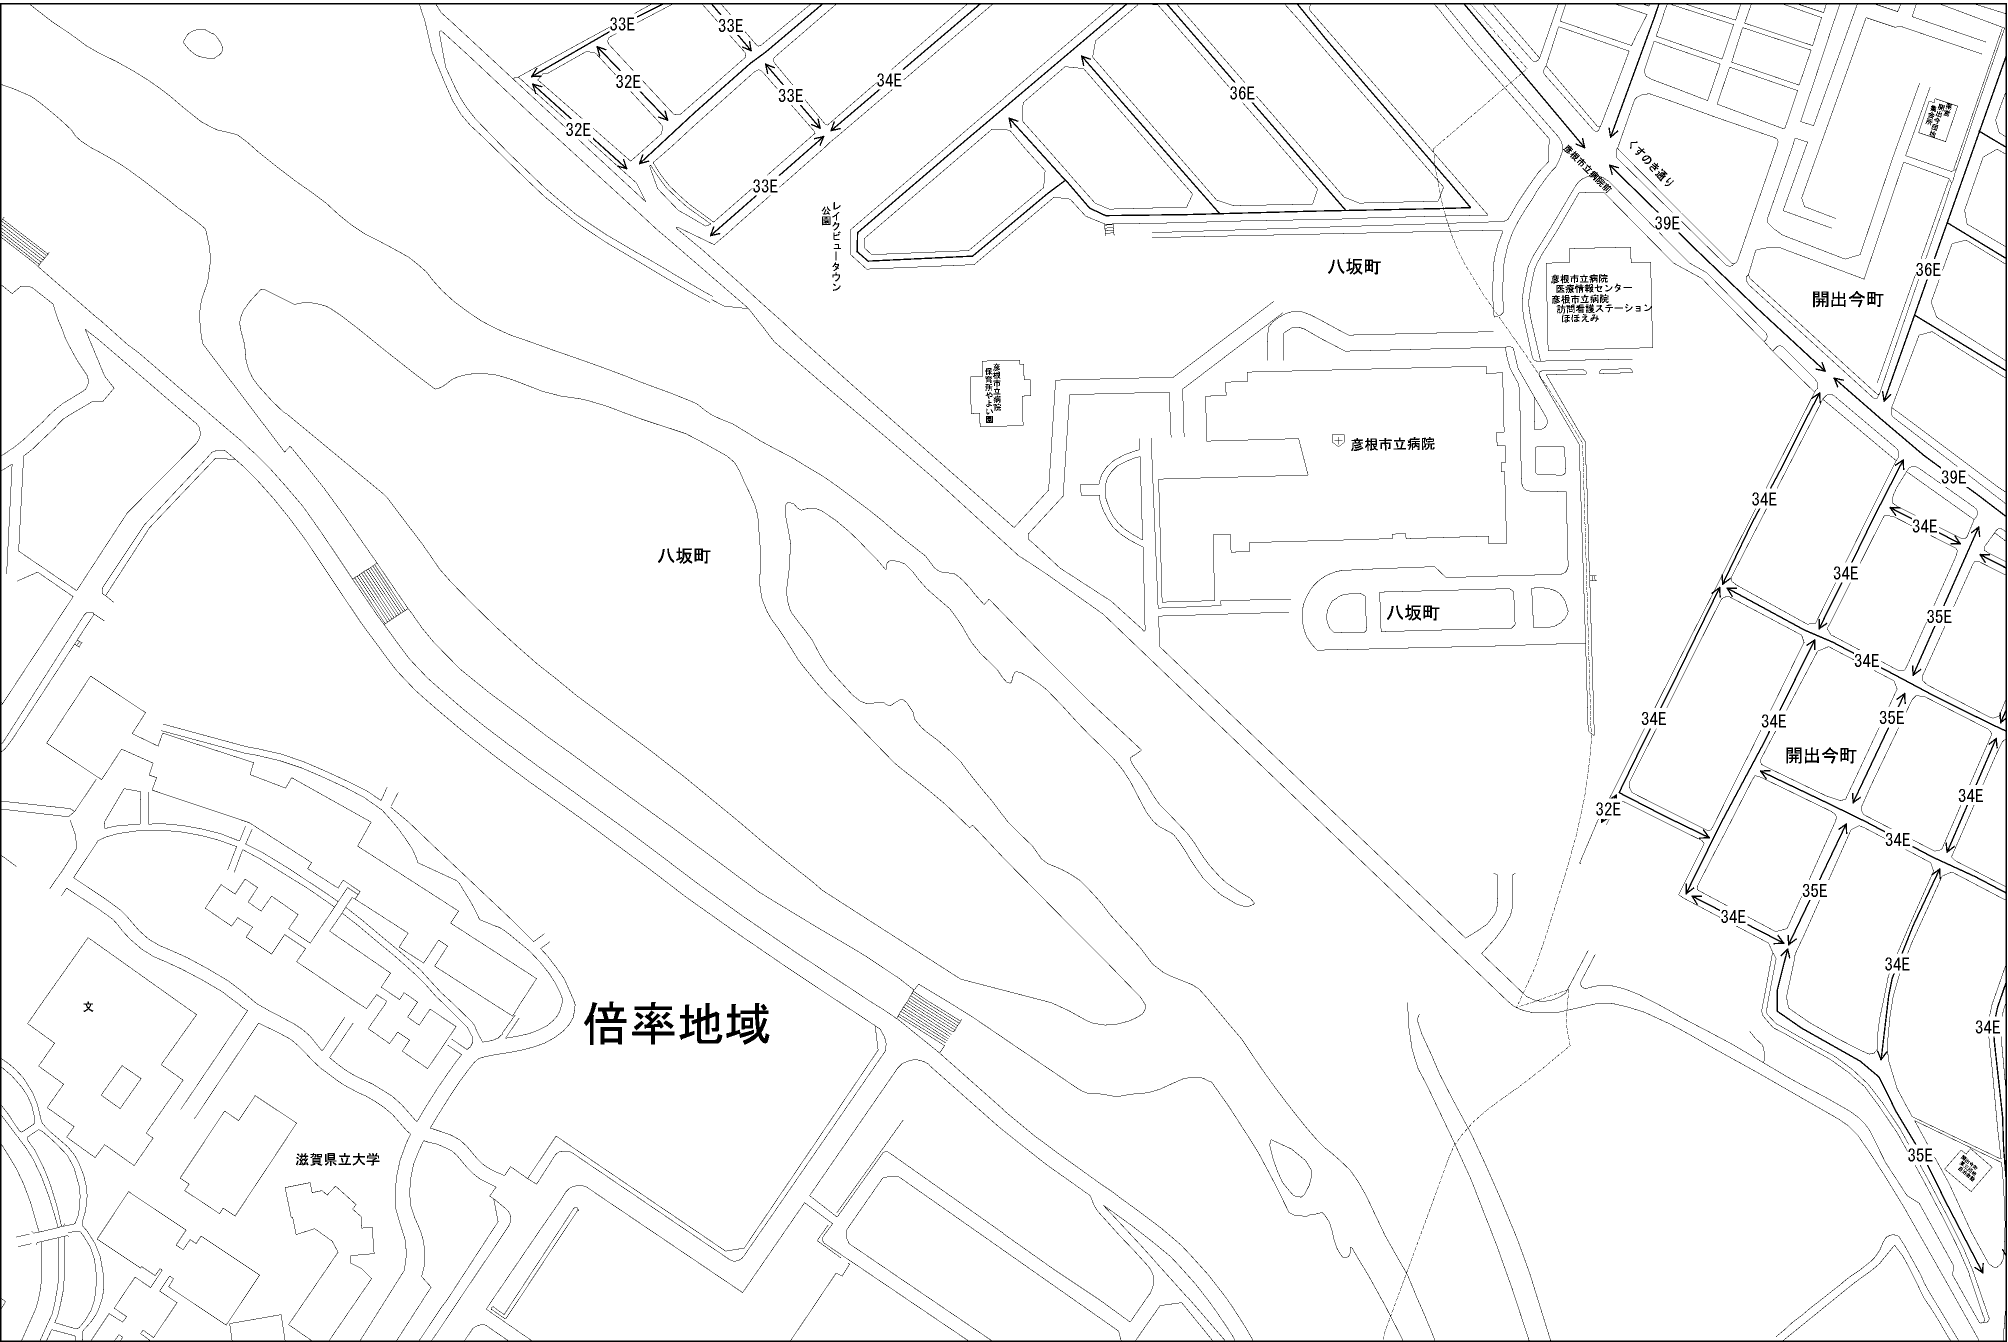 33E
33E
32E
33E
34E
32E
33E
36E
レイクビュータウン
公園
くすのき通り
彦根市立病院前
39E
36E
八坂町
開出今町
彦根市立病院
医療情報センター
彦根市立病院
訪問看護ステーション
ほほえみ
彦根市立病院
保育所やよい園
彦根市立病院
39E
34E
34E
34E
35E
八坂町
八坂町
34E
34E
34E
35E
開出今町
34E
32E
34E
35E
34E
34E
34E
35E
文
倍率地域
滋賀県立大学